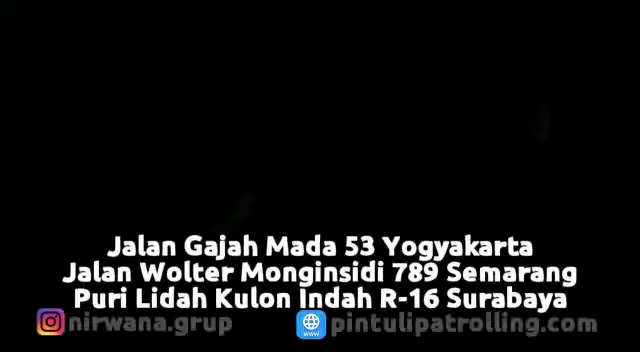 Jalan Gajah Mada 53 Yogyakarta
Jalan Wolter Monginsidi 789 Semarang
Puri Lidah Kulon Indah R-16 Surabaya
nirwana.grup
www pintulipatrolling.com